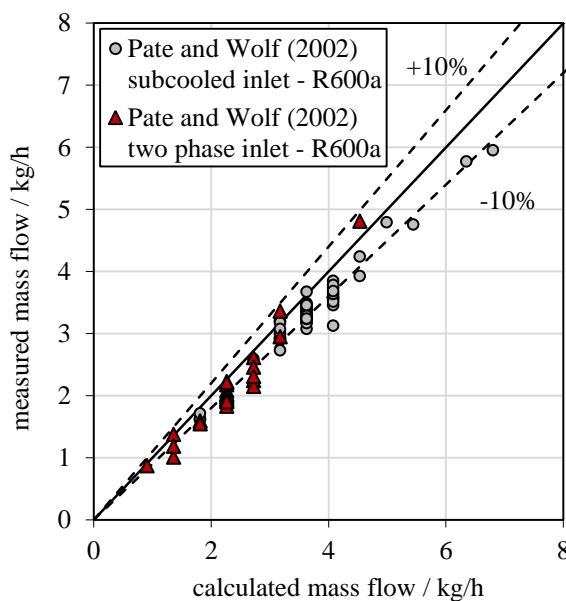 8
7
6
5
4
3
2
1
0
measured mass flow / kg/h
Pate and Wolf (2002)
subcooled inlet - R600a
Pate and Wolf (2002)
two phase inlet - R600a
+10%
-10%
0 2 4 6 8
calculated mass flow / kg/h